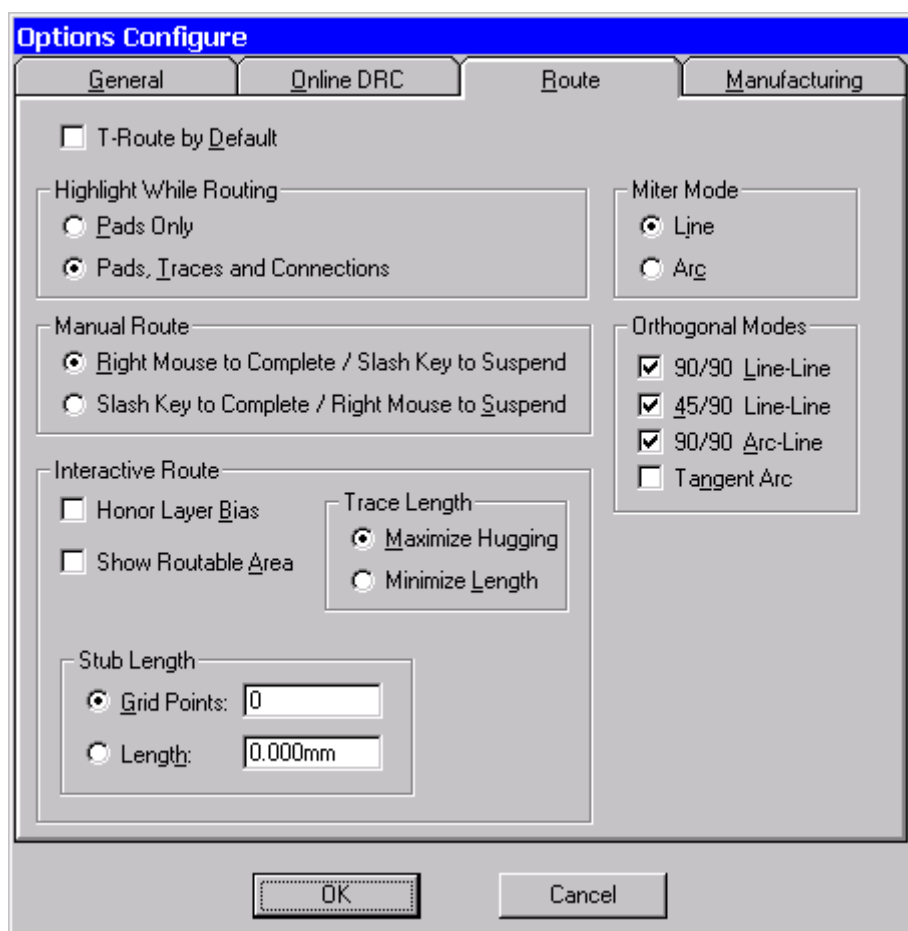 Options Configure
General
Online DRC
Route
Manufacturing
T-Route by Default
Highlight While Routing
Pads Only
Pads, Traces and Connections
Miter Mode
Line
Arc
Manual Route
Right Mouse to Complete / Slash Key to Suspend
Slash Key to Complete / Right Mouse to Suspend
Orthogonal Modes
90/90 Line-Line
45/90 Line-Line
90/90 Arc-Line
Tangent Arc
Interactive Route
Honor Layer Bias
Show Routable Area
Trace Length
Maximize Hugging
Minimize Length
Stub Length
Grid Points: 0
Length: 0.000mm
OK
Cancel